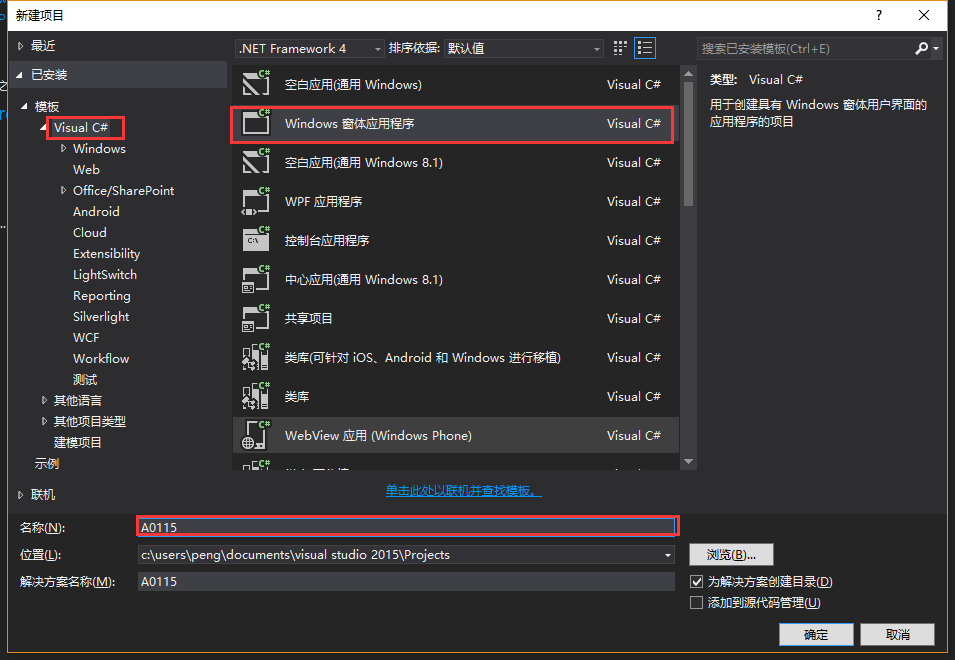 新建项目
?
最近
已安装
模板
Visual C#
Windows
Web
Office/SharePoint
Android
Cloud
Extensibility
LightSwitch
Reporting
Silverlight
WCF
Workflow
测试
其他语言
其他项目类型
建模项目
示例
联机
.NET Framework 4 排序依据: 默认值
空白应用(通用 Windows) Visual C#
Windows 窗体应用程序 Visual C#
空白应用(通用 Windows 8.1) Visual C#
WPF 应用程序 Visual C#
控制台应用程序 Visual C#
中心应用(通用 Windows 8.1) Visual C#
共享项目 Visual C#
类库(可针对 iOS、Android 和 Windows 进行移植) Visual C#
类库 Visual C#
WebView 应用 (Windows Phone) Visual C#
单击此处以联机并查找模板。
搜索已安装模板(Ctrl+E)
类型: Visual C#
用于创建具有 Windows 窗体用户界面的
应用程序的项目
名称(N): A0115
位置(L): c:\users\peng\documents\visual studio 2015\Projects 浏览(B)...
解决方案名称(M): A0115
为解决方案创建目录(D)
添加到源代码管理(U)
确定 取消